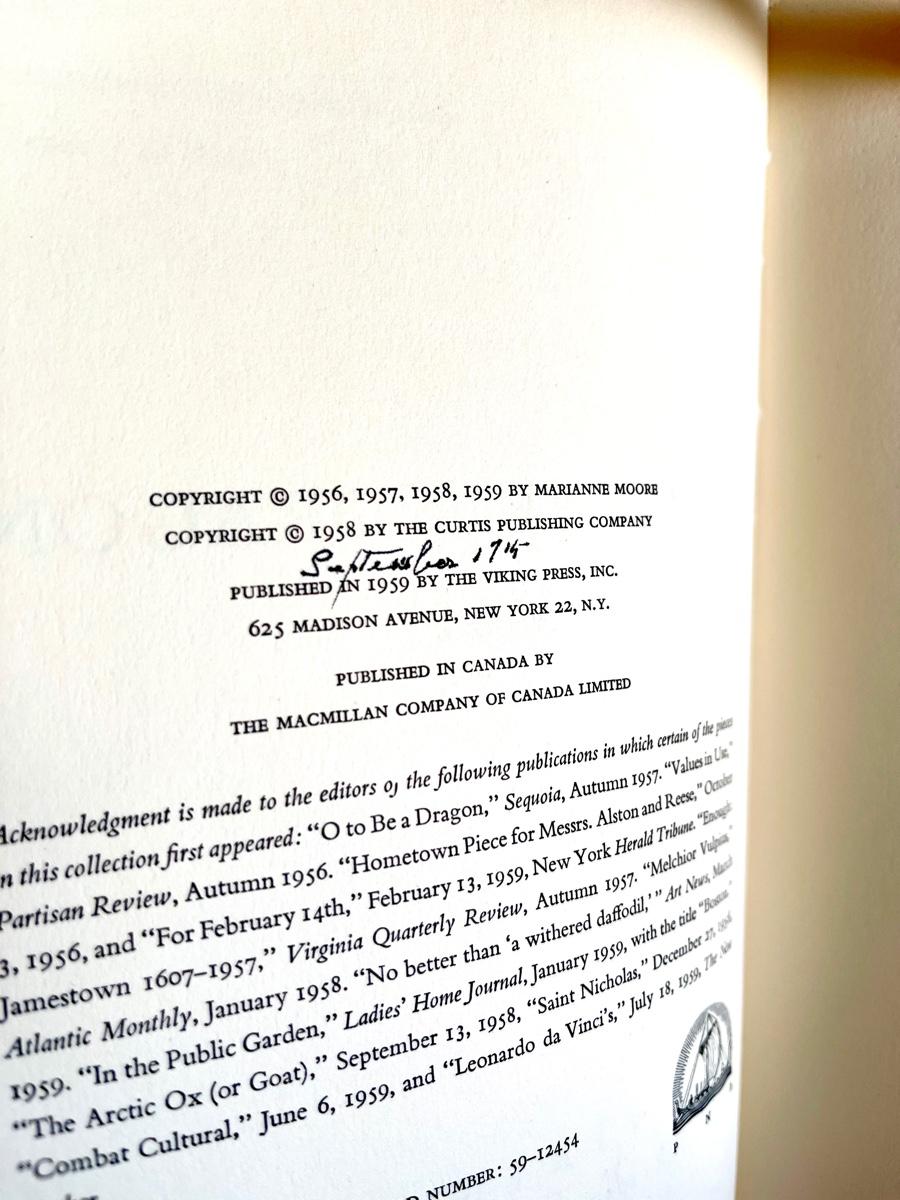 COPYRIGHT © 1956, 1957, 1958, 1959 BY MARIANNE MOORE
COPYRIGHT © 1958 BY THE CURTIS PUBLISHING COMPANY
September
PUBLISHED IN 1959 BY THE VIKING PRESS, INC.
625 MADISON AVENUE, NEW YORK 22, N.Y.
PUBLISHED IN CANADA BY
THE MACMILLAN COMPANY OF CANADA LIMITED
Acknowledgment is made to the editors of the following publications in which certain of the pieces
in this collection first appeared: “O to Be a Dragon,” Sequoia, Autumn 1957. “Values in Use,”
Partisan Review, Autumn 1956. “Hometown Piece for Messrs. Alston and Reese,” October
3, 1956, and “For February 14th,” February 13, 1959, New York Herald Tribune. “Enough:
Jamestown 1607–1957,” Virginia Quarterly Review, Autumn 1957. “Melchior Vulpius,”
Atlantic Monthly, January 1958. “No better than ‘a withered daffodil,’” Art News, March
1959. “In the Public Garden,” Ladies’ Home Journal, January 1959, with the title “Boston.”
“The Arctic Ox (or Goat),” September 13, 1958, “Saint Nicholas,” December 27, 1958,
“Combat Cultural,” June 6, 1959, and “Leonardo da Vinci’s,” July 18, 1959, The New
NUMBER: 59–12454
P N